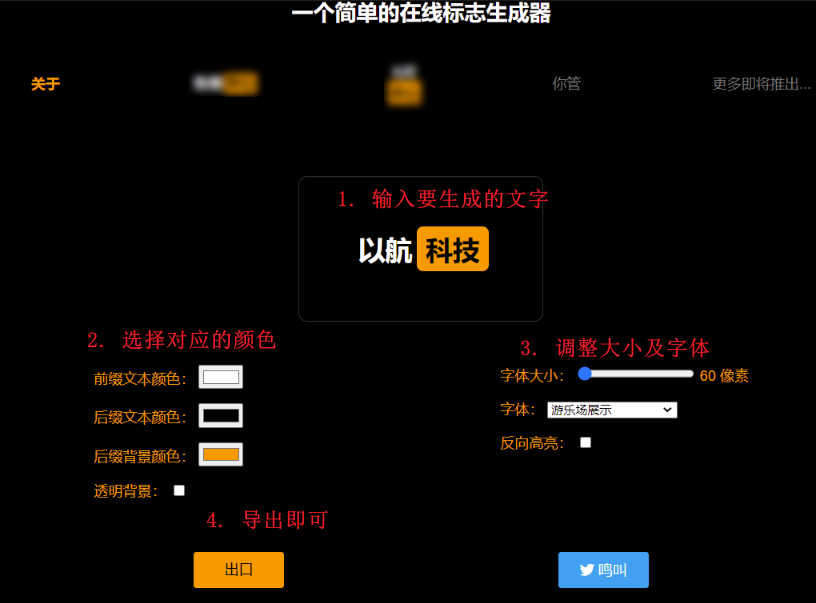 一个简单的在线标志生成器
关于
你管
更多即将推出...
1. 输入要生成的文字
以航 科技
2. 选择对应的颜色
前缀文本颜色：
后缀文本颜色：
后缀背景颜色：
透明背景：
3. 调整大小及字体
字体大小： 60 像素
字体： 游乐场展示
反向高亮：
4. 导出即可
出口
鸣叫